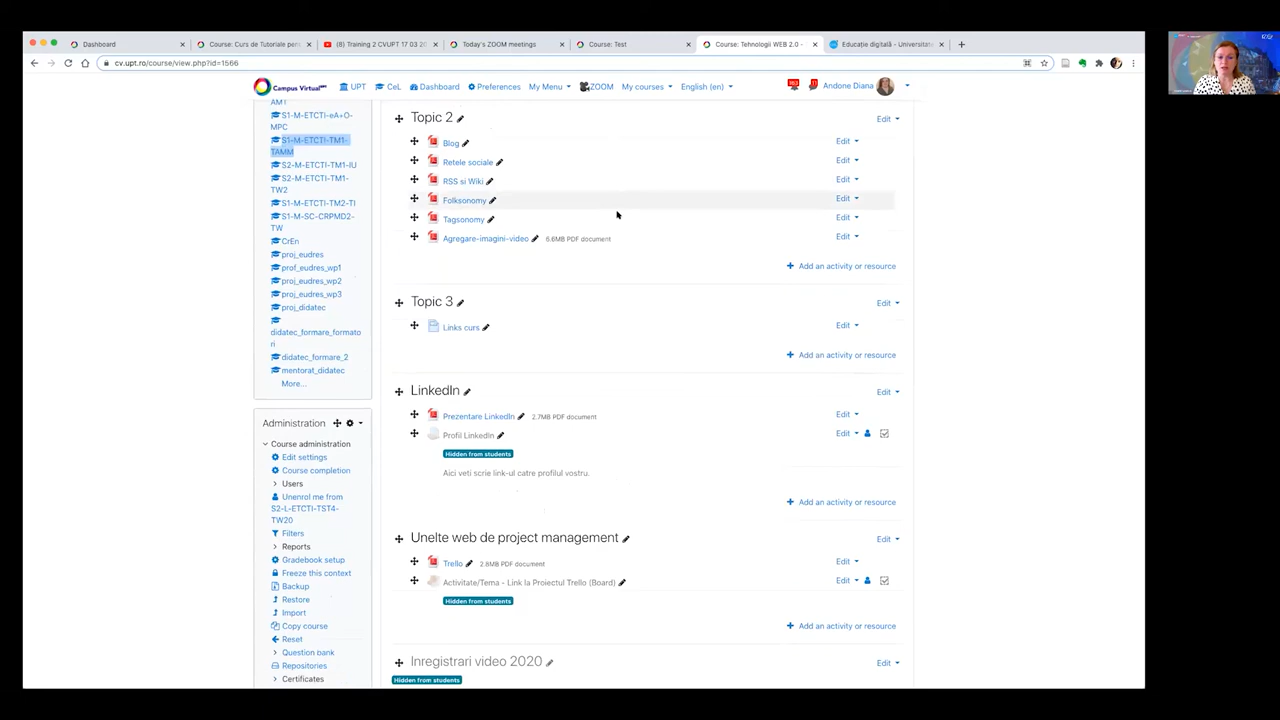 Dashboard
Course: Curs de Tutoriale pen
(8) Training 2 CVUPT 17 03 20
Today's ZOOM meetings
Course: Test
Course: Tehnologii WEB 2.0 -
Educație digitală - Universitate
cv.upt.ro/course/view.php?id=1566
Campus Virtual UPT
UPT
CeL
Dashboard
Preferences
My Menu
ZOOM
My courses
English (en)
Andone Diana
AMT
S1-M-ETCTI-eA+O-
MPC
S1-M-ETCTI-TM1-
TAMM
S2-M-ETCTI-TM1-IU
S2-M-ETCTI-TM1-
TW2
S1-M-ETCTI-TM2-TI
S1-M-SC-CRPMD2-
TW
CrEn
proj_eudres
prof_eudres_wp1
proj_eudres_wp2
proj_eudres_wp3
proj_didatec
didatec_formare_formato
ri
didatec_formare_2
mentorat_didatec
More...
Administration
Course administration
Edit settings
Course completion
Users
Unenrol me from
S2-L-ETCTI-TST4-
TW20
Filters
Reports
Gradebook setup
Freeze this context
Backup
Restore
Import
Copy course
Reset
Question bank
Repositories
Certificates
Topic 2
Edit
Blog
Edit
Retele sociale
Edit
RSS si Wiki
Edit
Folksonomy
Edit
Tagsonomy
Edit
Agregare-imagini-video 6.6MB PDF document
Edit
Add an activity or resource
Topic 3
Edit
Links curs
Edit
Add an activity or resource
LinkedIn
Edit
Prezentare LinkedIn 2.7MB PDF document
Edit
Profil LinkedIn
Edit
Hidden from students
Aici veti scrie link-ul catre profilul vostru.
Add an activity or resource
Unelte web de project management
Edit
Trello 2.8MB PDF document
Edit
Activitate/Tema - Link la Proiectul Trello (Board)
Edit
Hidden from students
Add an activity or resource
Inregistrari video 2020
Edit
Hidden from students